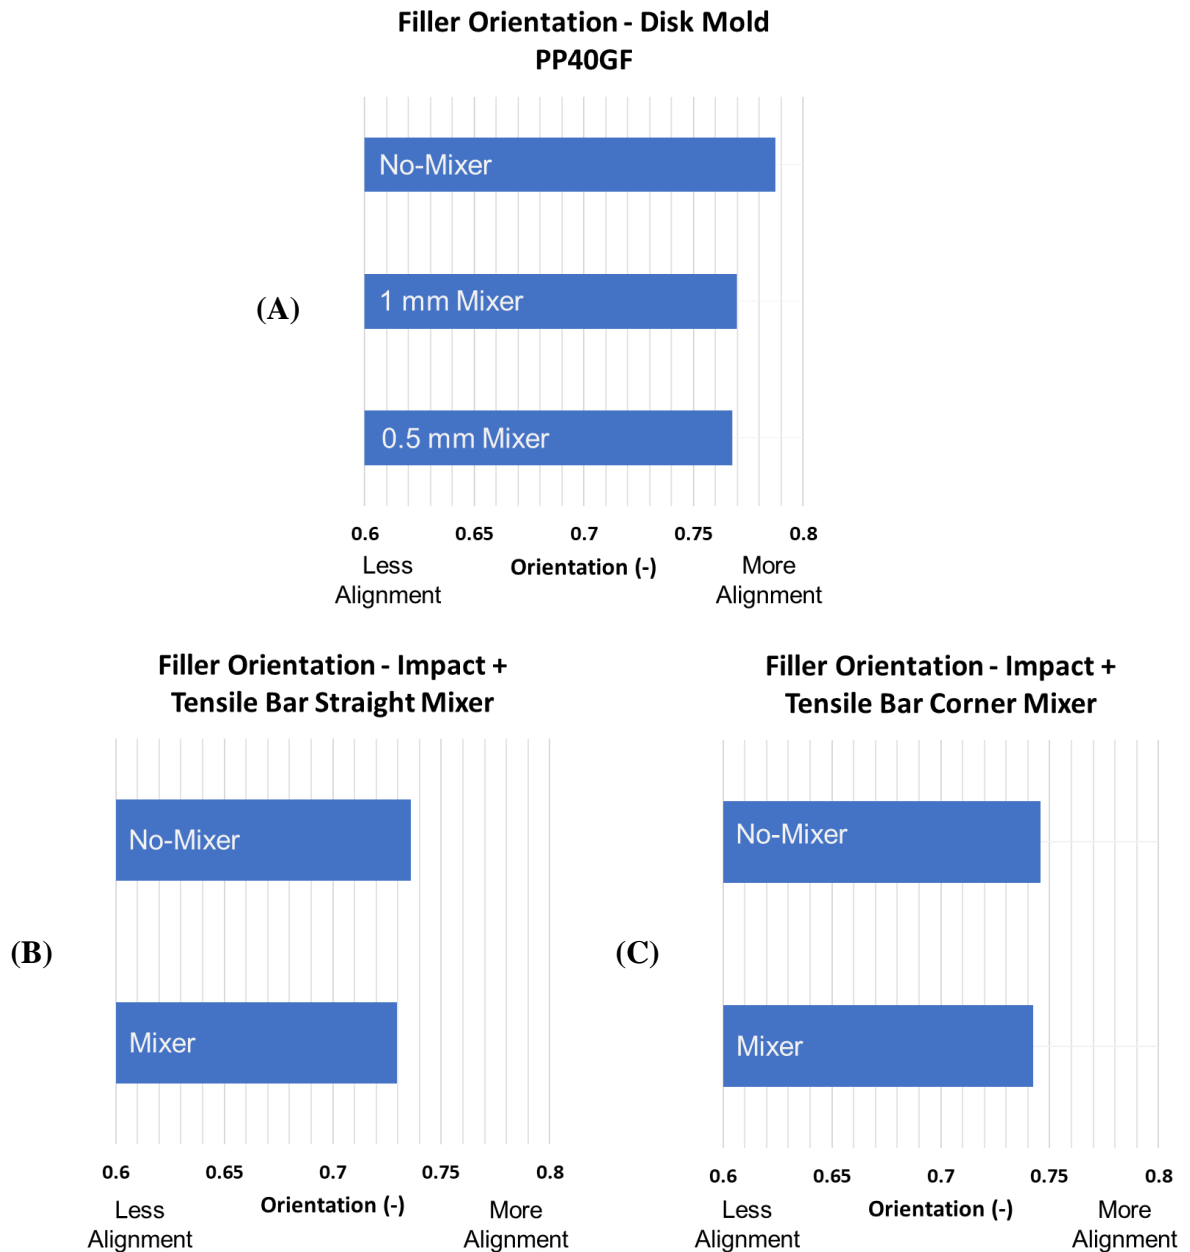 Filler Orientation - Disk Mold
PP40GF
No-Mixer
(A)
1 mm Mixer
0.5 mm Mixer
0.6 0.65 0.7 0.75 0.8
Less
Alignment
Orientation (-)
More
Alignment
Filler Orientation - Impact +
Tensile Bar Straight Mixer
(B)
No-Mixer
Mixer
0.6 0.65 0.7 0.75 0.8
Less
Alignment
Orientation (-)
More
Alignment
Filler Orientation - Impact +
Tensile Bar Corner Mixer
(C)
No-Mixer
Mixer
0.6 0.65 0.7 0.75 0.8
Less
Alignment
Orientation (-)
More
Alignment